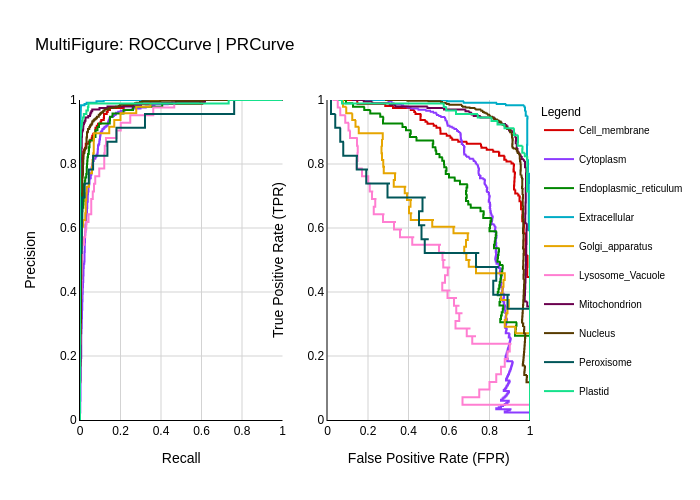 MultiFigure: ROCCurve | PRCurve
Precision
1
0.8
0.6
0.4
0.2
0
0 0.2 0.4 0.6 0.8 1
Recall
True Positive Rate (TPR)
1
0.8
0.6
0.4
0.2
0
0 0.2 0.4 0.6 0.8 1
False Positive Rate (FPR)
Legend
Cell_membrane
Cytoplasm
Endoplasmic_reticulum
Extracellular
Golgi_apparatus
Lysosome_Vacuole
Mitochondrion
Nucleus
Peroxisome
Plastid